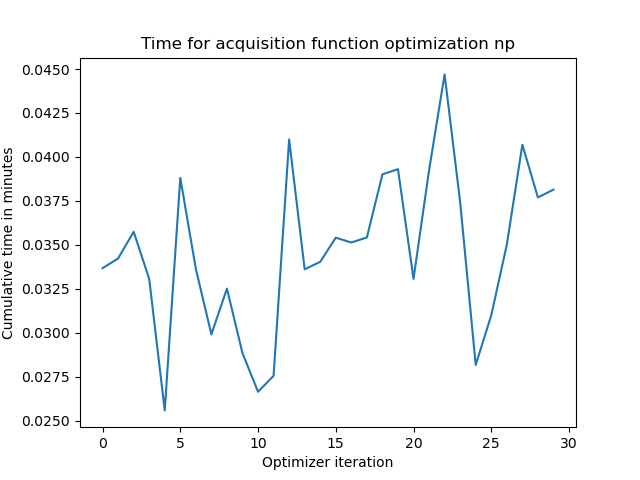 Time for acquisition function optimization np
0.0450
0.0425
0.0400
0.0375
0.0350
0.0325
0.0300
0.0275
0.0250
Cumulative time in minutes
0 5 10 15 20 25 30
Optimizer iteration